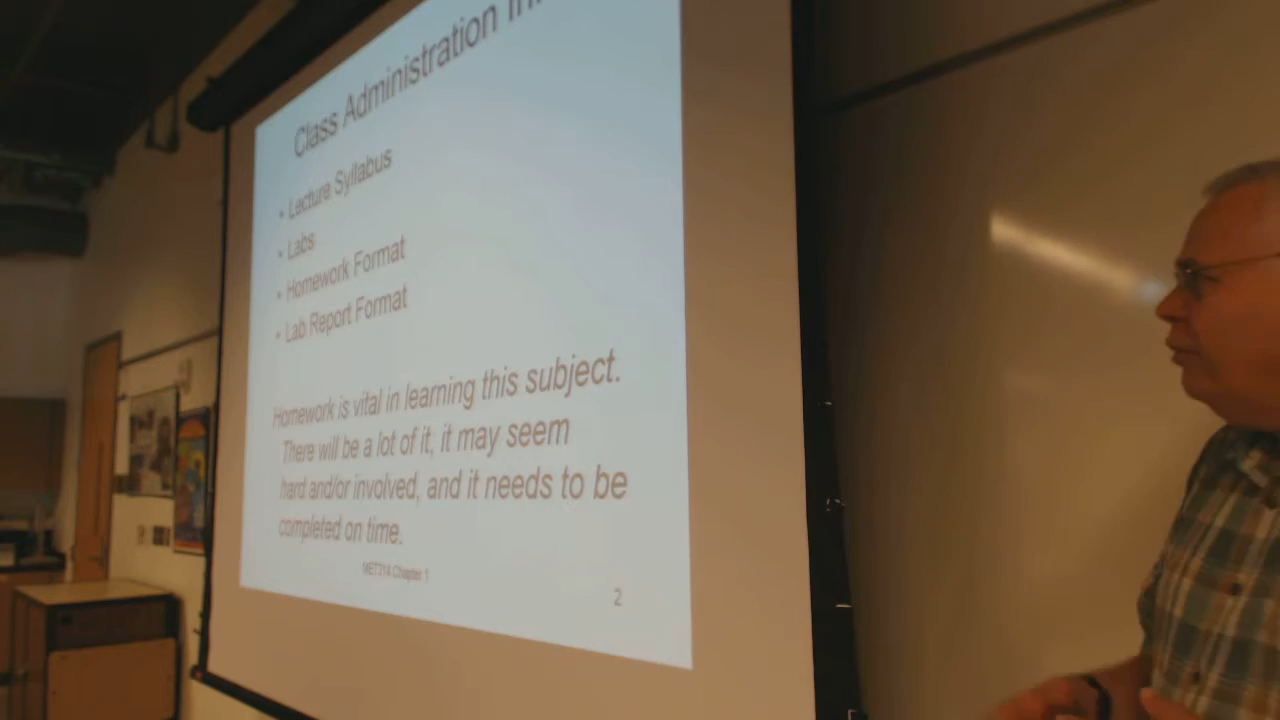 Class Administration
• Lecture Syllabus
• Labs
• Homework Format
• Lab Report Format
Homework is vital in learning this subject.
There will be a lot of it, it may seem
hard and/or involved, and it needs to be
completed on time.
MET314 Chapter 1
2